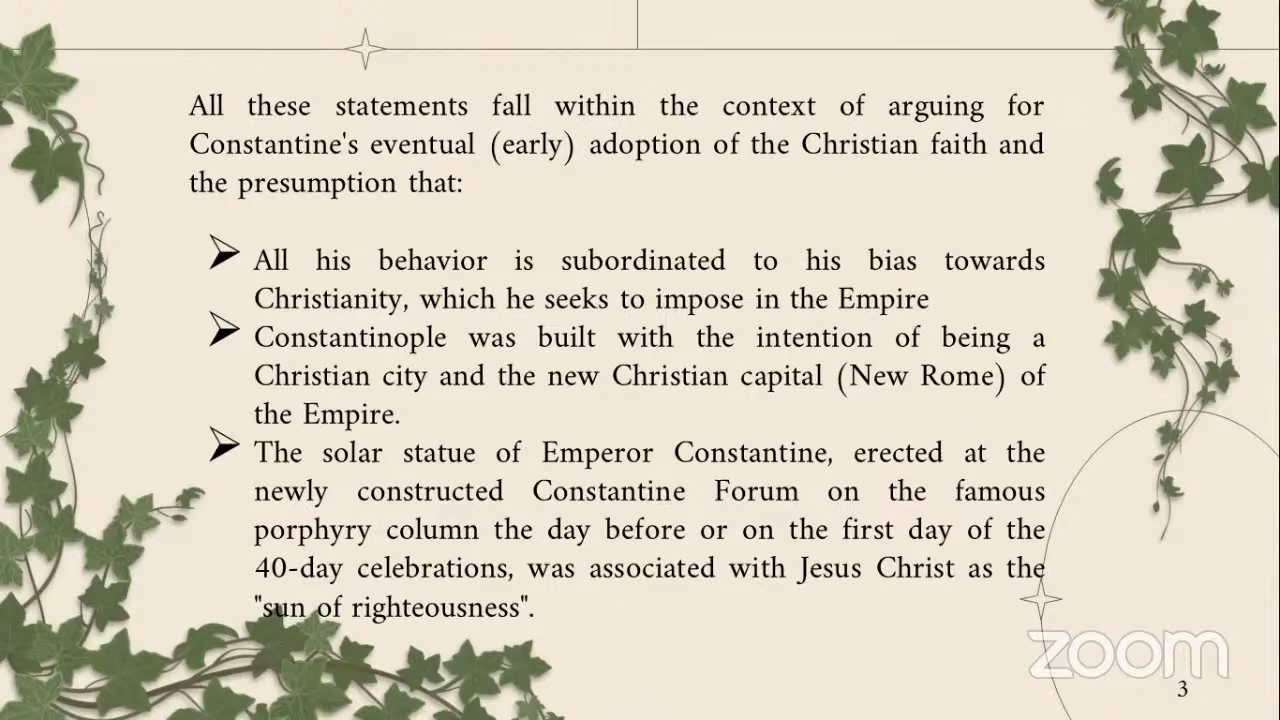 All these statements fall within the context of arguing for
Constantine's eventual (early) adoption of the Christian faith and
the presumption that:
All his behavior is subordinated to his bias towards
Christianity, which he seeks to impose in the Empire
Constantinople was built with the intention of being a
Christian city and the new Christian capital (New Rome) of
the Empire.
The solar statue of Emperor Constantine, erected at the
newly constructed Constantine Forum on the famous
porphyry column the day before or on the first day of the
40-day celebrations, was associated with Jesus Christ as the
"sun of righteousness".
zoom
3